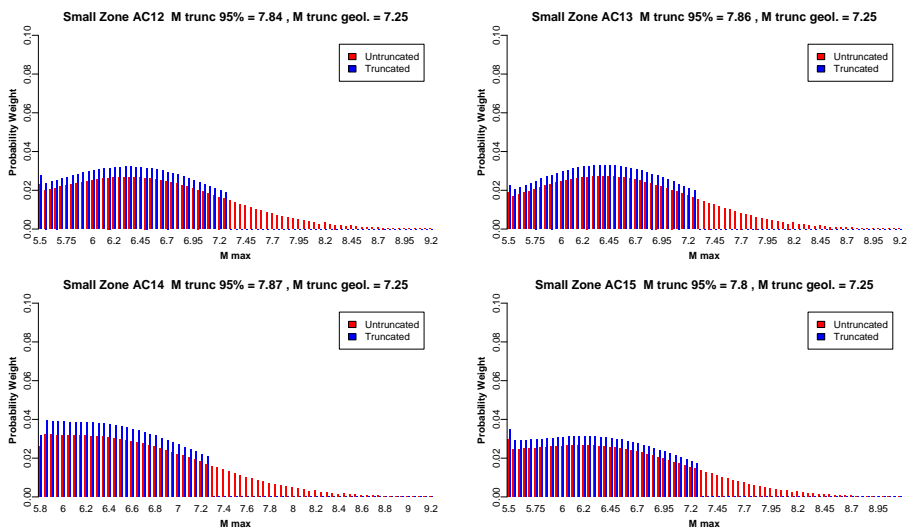 Small Zone AC12 M trunc 95% = 7.84 , M trunc geol. = 7.25
Probability Weight
0.00 0.02 0.04 0.06 0.08 0.10
Untruncated
Truncated
5.5 5.75 6 6.2 6.45 6.7 6.95 7.2 7.45 7.7 7.95 8.2 8.45 8.7 8.95 9.2
M max
Small Zone AC13 M trunc 95% = 7.86 , M trunc geol. = 7.25
Probability Weight
0.00 0.02 0.04 0.06 0.08 0.10
Untruncated
Truncated
5.5 5.75 6 6.2 6.45 6.7 6.95 7.2 7.45 7.7 7.95 8.2 8.45 8.7 8.95 9.2
M max
Small Zone AC14 M trunc 95% = 7.87 , M trunc geol. = 7.25
Probability Weight
0.00 0.02 0.04 0.06 0.08 0.10
Untruncated
Truncated
5.8 6 6.2 6.4 6.6 6.8 7 7.2 7.4 7.6 7.8 8 8.2 8.4 8.6 8.8 9 9.2
M max
Small Zone AC15 M trunc 95% = 7.8 , M trunc geol. = 7.25
Probability Weight
0.00 0.02 0.04 0.06 0.08 0.10
Untruncated
Truncated
5.5 5.75 6 6.2 6.45 6.7 6.95 7.2 7.45 7.7 7.95 8.2 8.45 8.7 8.95
M max